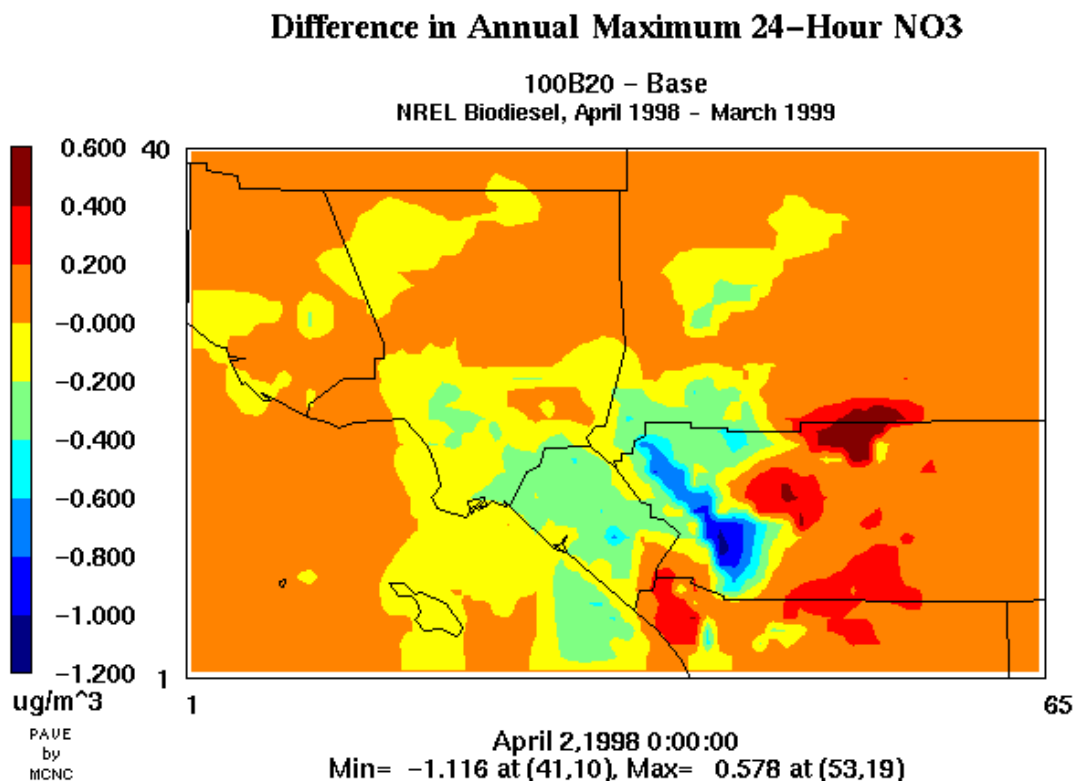 Difference in Annual Maximum 24-Hour NO3
100B20 - Base
NREL Biodiesel, April 1998 - March 1999
0.600
0.400
0.200
-0.000
-0.200
-0.400
-0.600
-0.800
-1.000
-1.200
ug/m^3
PAVE
by
MCNC
40
1
1
65
April 2,1998 0:00:00
Min= -1.116 at (41,10), Max= 0.578 at (53,19)